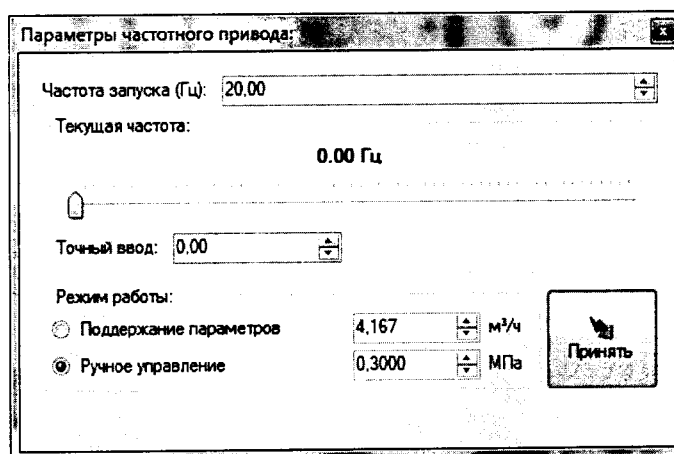 Параметры частотного привода:
Частота запуска (Гц): 20,00
Текущая частота:
0.00 Гц
Точный ввод: 0,00
Режим работы:
Поддержание параметров 4,167 м³/ч
Ручное управление 0,3000 МПа
Принять